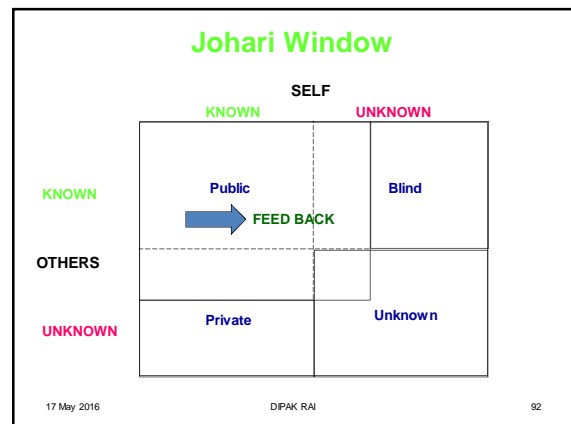 Johari Window
SELF
KNOWN UNKNOWN
KNOWN Public Blind
FEED BACK
OTHERS
Private Unknown
UNKNOWN
17 May 2016 DIPAK RAI 92